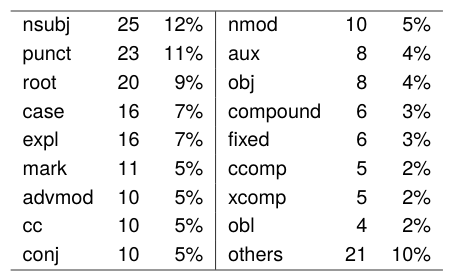 nsubj 25 12% nmod 10 5%
punct 23 11% aux 8 4%
root 20 9% obj 8 4%
case 16 7% compound 6 3%
expl 16 7% fixed 6 3%
mark 11 5% ccomp 5 2%
advmod 10 5% xcomp 5 2%
cc 10 5% obl 4 2%
conj 10 5% others 21 10%